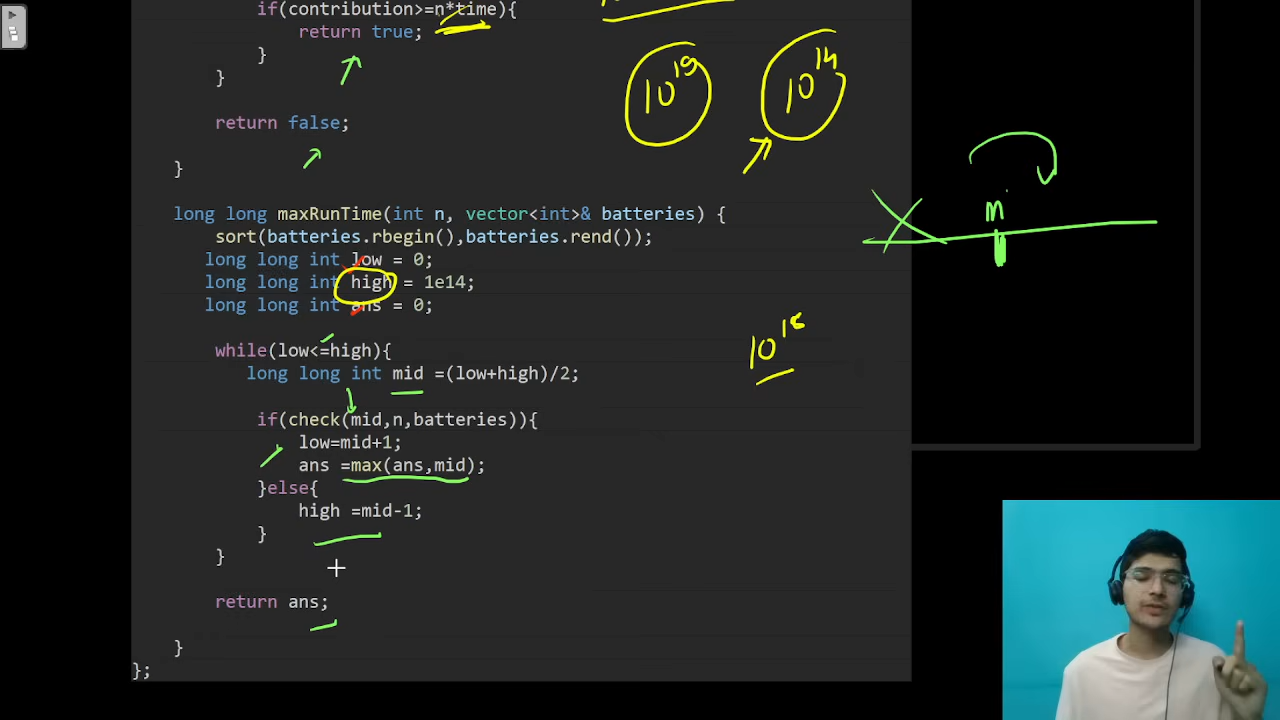 if(contribution>=n*time){
return true;
}
}
return false;
}
long long maxRunTime(int n, vector<int>& batteries) {
sort(batteries.rbegin(),batteries.rend());
long long int low = 0;
long long int high = 1e14;
long long int ans = 0;
while(low<=high){
long long int mid =(low+high)/2;
if(check(mid,n,batteries)){
low=mid+1;
ans =max(ans,mid);
}else{
high =mid-1;
}
}
return ans;
}
};
10^19
10^14
m
10^18